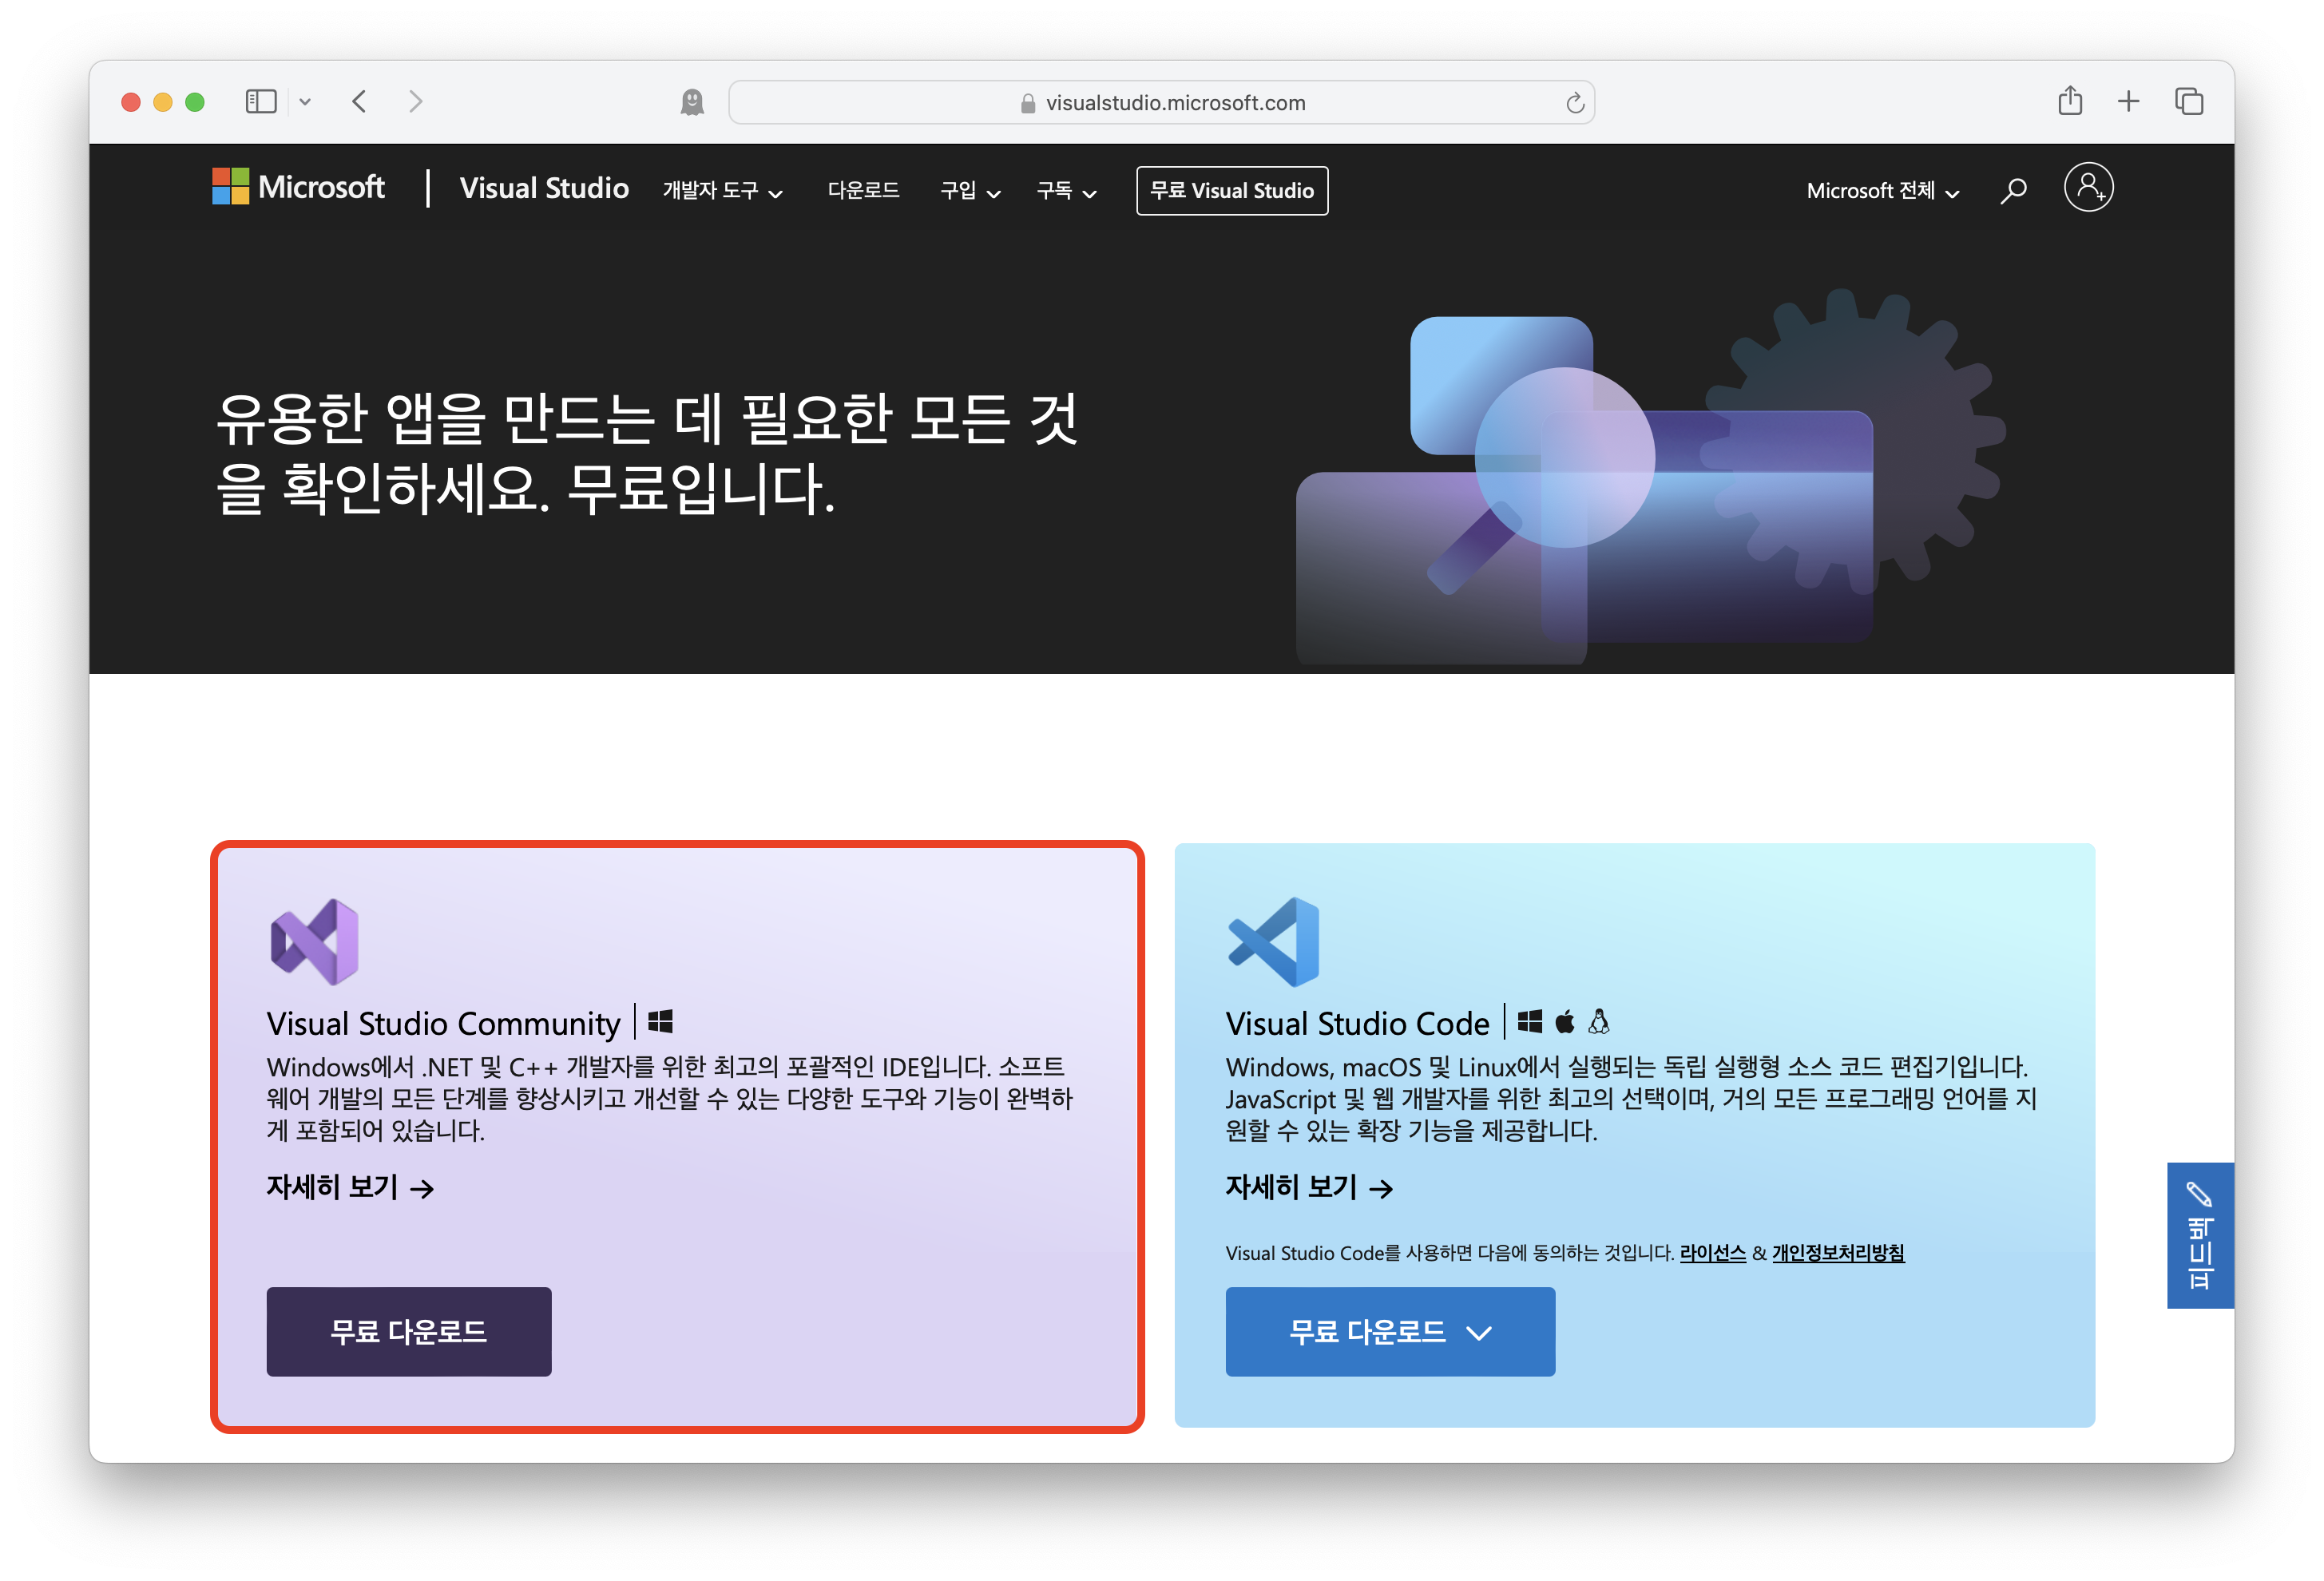 visualstudio.microsoft.com
Microsoft
Visual Studio
개발자 도구
다운로드
구입
구독
무료 Visual Studio
Microsoft 전체
유용한 앱을 만드는 데 필요한 모든 것
을 확인하세요. 무료입니다.
Visual Studio Community
Windows에서 .NET 및 C++ 개발자를 위한 최고의 포괄적인 IDE입니다. 소프트
웨어 개발의 모든 단계를 향상시키고 개선할 수 있는 다양한 도구와 기능이 완벽하
게 포함되어 있습니다.
자세히 보기
무료 다운로드
Visual Studio Code
Windows, macOS 및 Linux에서 실행되는 독립 실행형 소스 코드 편집기입니다.
JavaScript 및 웹 개발자를 위한 최고의 선택이며, 거의 모든 프로그래밍 언어를 지
원할 수 있는 확장 기능을 제공합니다.
자세히 보기
Visual Studio Code를 사용하면 다음에 동의하는 것입니다. 라이선스 & 개인정보처리방침
무료 다운로드
피드백